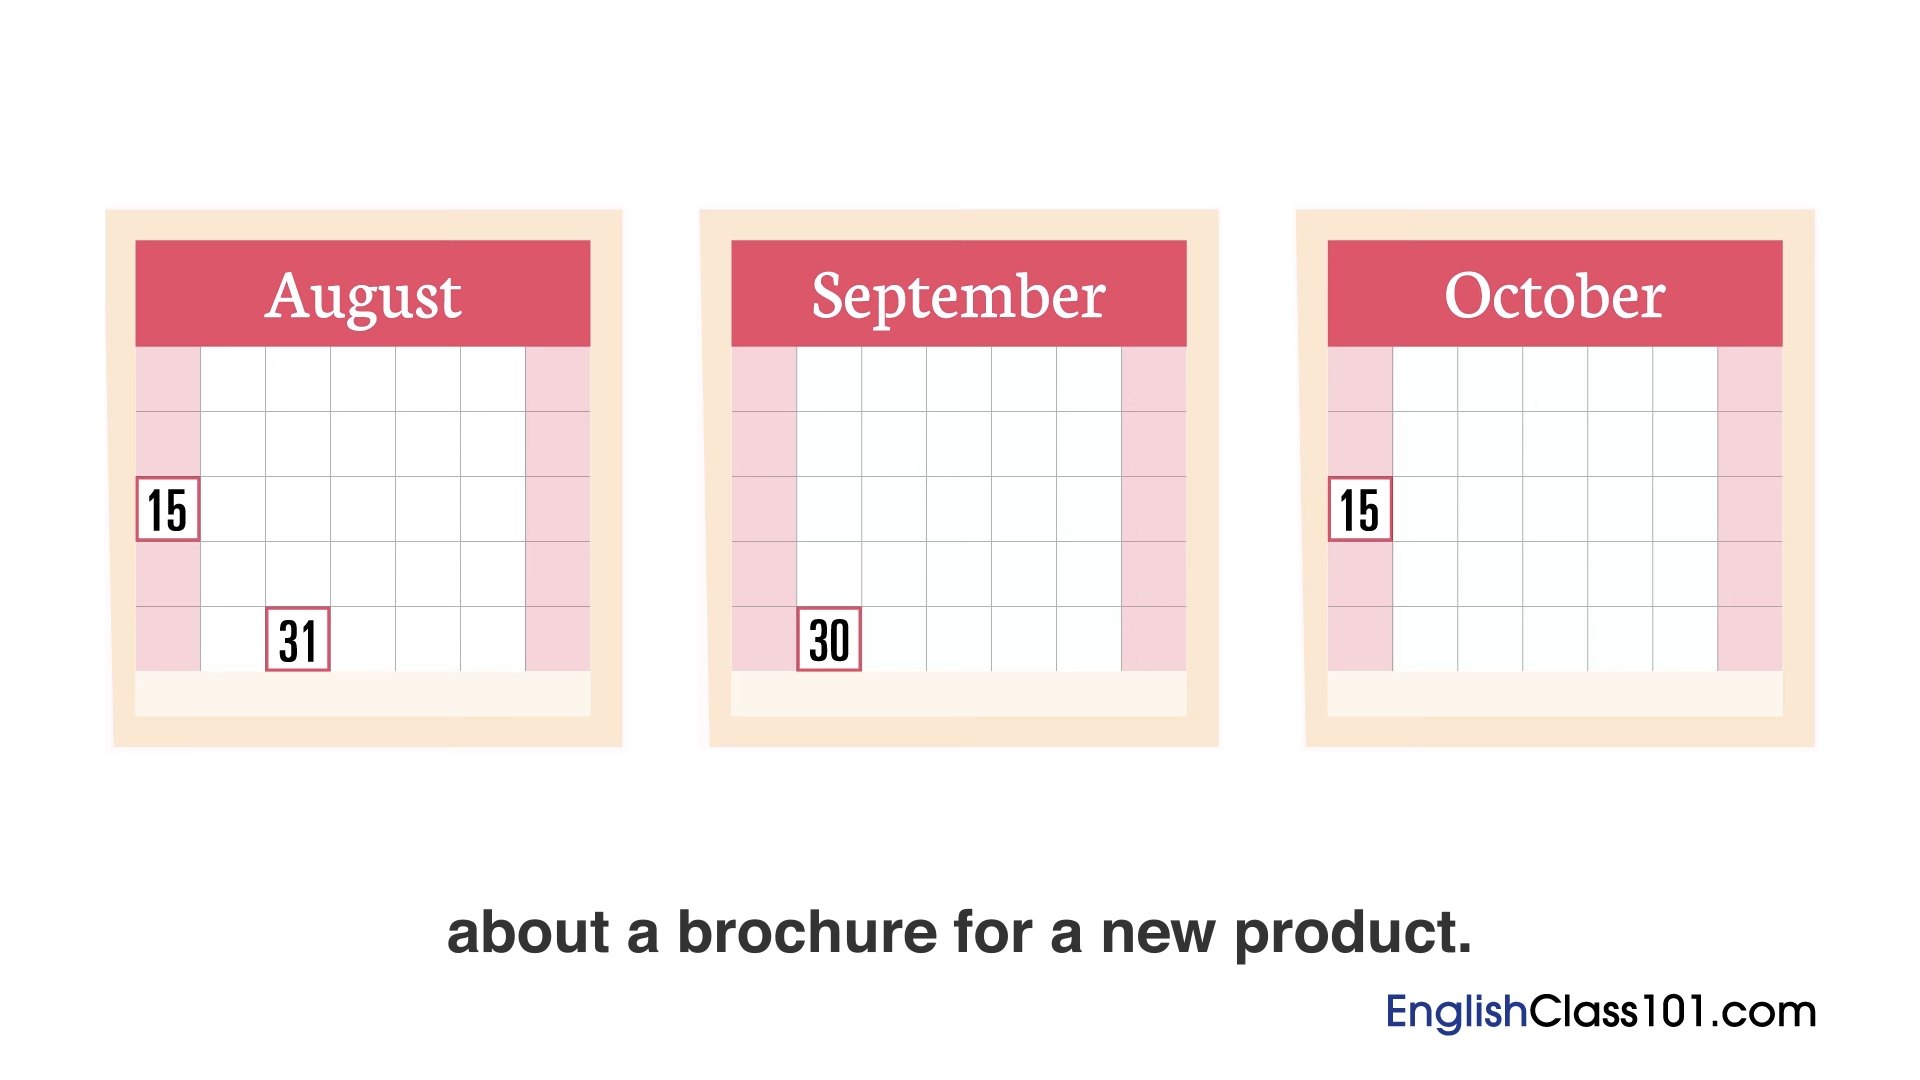 August
September
October
15
15
31
30
about a brochure for a new product.
EnglishClass101.com